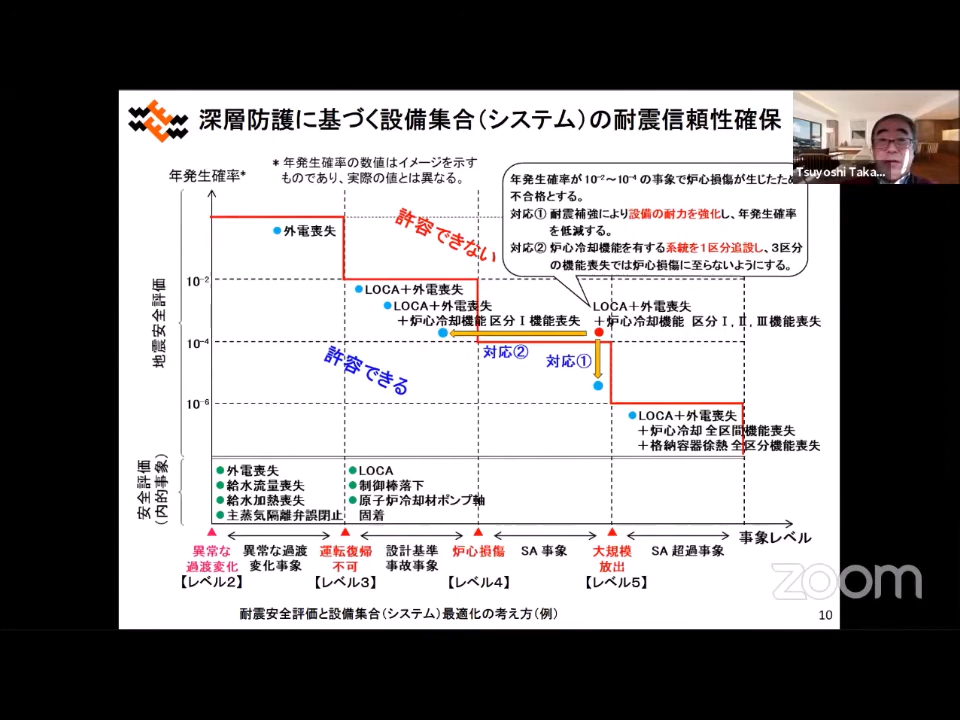 深層防護に基づく設備集合（システム）の耐震信頼性確保
Tsuyoshi Taka...
年発生確率*
* 年発生確率の数値はイメージを示す
ものであり、実際の値とは異なる。
年発生確率が 10⁻²～10⁻⁴ の事象で炉心損傷が生じたため
不合格とする。
対応① 耐震補強により設備の耐力を強化し、年発生確率
を低減する。
対応② 炉心冷却機能を有する系統を1区分追設し、3区分
の機能喪失では炉心損傷に至らないようにする。
外電喪失
許容できない
10⁻²
LOCA＋外電喪失
LOCA＋外電喪失
＋炉心冷却機能 区分Ⅰ機能喪失
LOCA＋外電喪失
＋炉心冷却機能 区分Ⅰ,Ⅱ,Ⅲ機能喪失
地震安全評価
10⁻⁴
対応②
対応①
許容できる
10⁻⁶
LOCA＋外電喪失
＋炉心冷却 全区間機能喪失
＋格納容器徐熱 全区分機能喪失
安全評価
（内的事象）
外電喪失
給水流量喪失
給水加熱喪失
主蒸気隔離弁誤閉止
LOCA
制御棒落下
原子炉冷却材ポンプ軸
固着
事象レベル
異常な
過渡変化
【レベル2】
異常な過渡
変化事象
運転復帰
不可
【レベル3】
設計基準
事故事象
炉心損傷
【レベル4】
SA 事象
大規模
放出
【レベル5】
SA 超過事象
zoom
耐震安全評価と設備集合（システム）最適化の考え方（例）
10